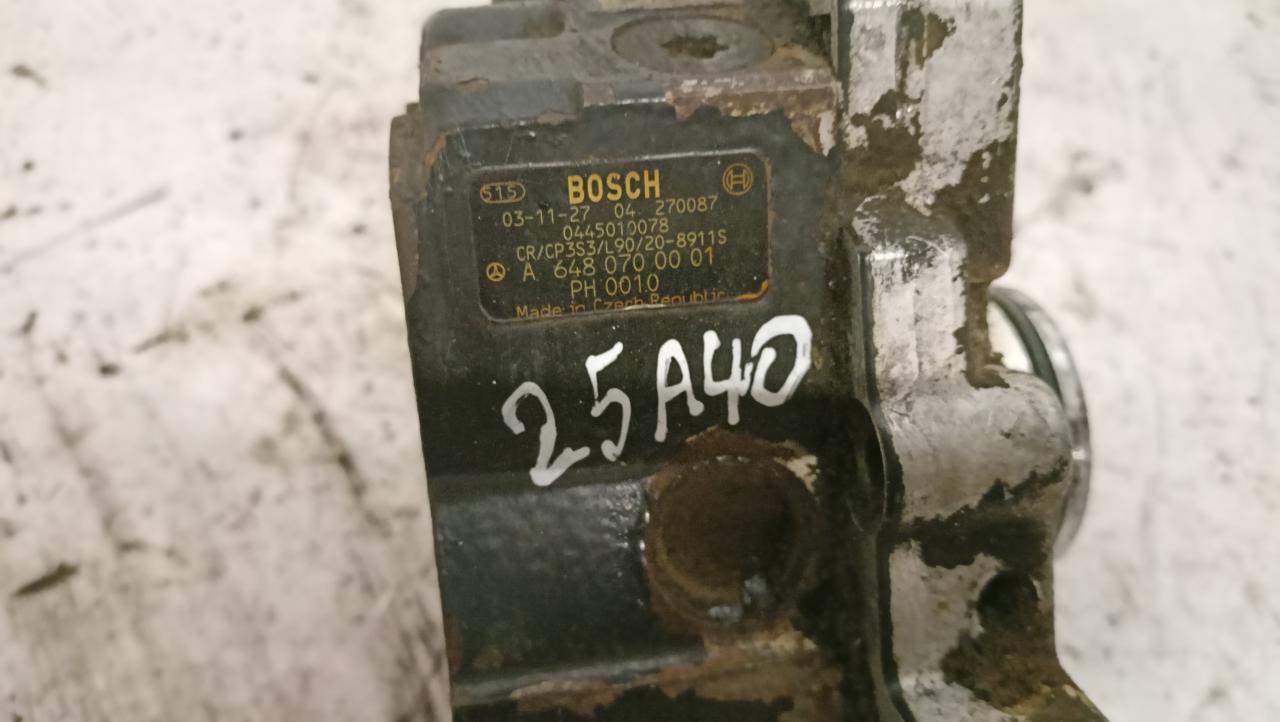 515 BOSCH
03-11-27 04 270087
0445010078
CR/CP3S3/L90/20-8911S
A 648 070 00 01
PH 0010
Made in Czech Republic
25A40